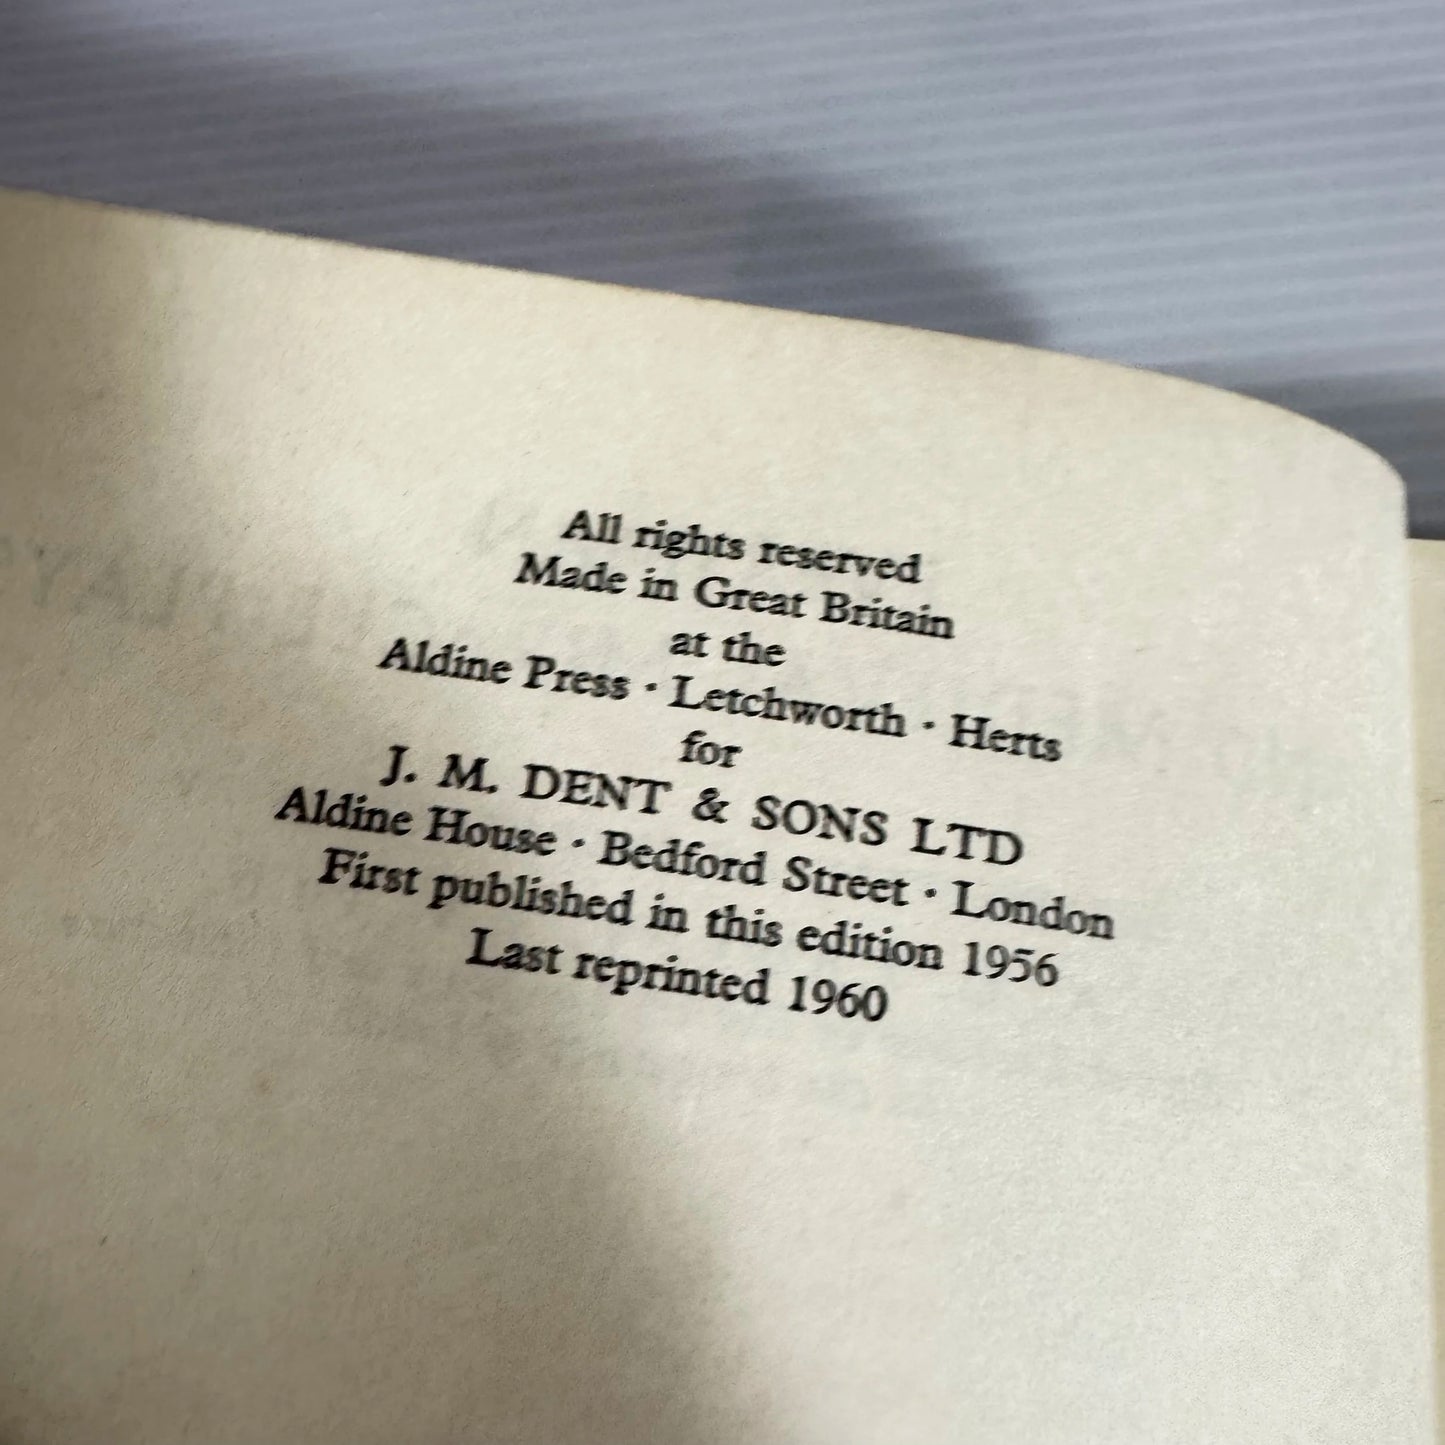 All rights reserved
Made in Great Britain
at the
Aldine Press · Letchworth · Herts
for
J. M. DENT & SONS LTD
Aldine House · Bedford Street · London
First published in this edition 1956
Last reprinted 1960